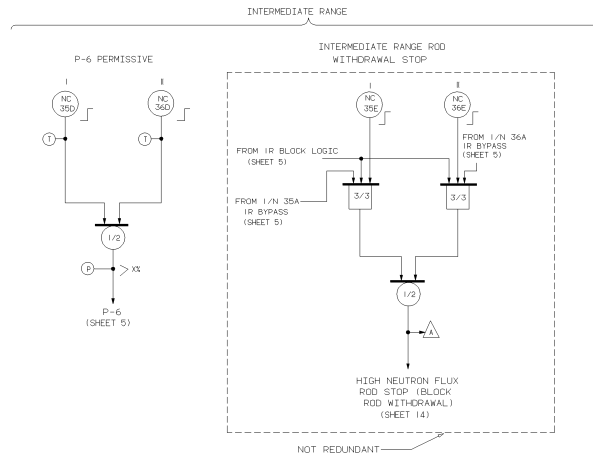 INTERMEDIATE RANGE
P-6 PERMISSIVE
I
II
NC
35D
NC
36D
T
T
1/2
P
> X%
P-6
(SHEET 5)
INTERMEDIATE RANGE ROD
WITHDRAWAL STOP
I
II
NC
35E
NC
36E
FROM I/N 36A
IR BYPASS
(SHEET 5)
FROM IR BLOCK LOGIC
(SHEET 5)
3/3
3/3
FROM I/N 35A
IR BYPASS
(SHEET 5)
1/2
A
HIGH NEUTRON FLUX
ROD STOP (BLOCK
ROD WITHDRAWAL)
(SHEET 14)
NOT REDUNDANT